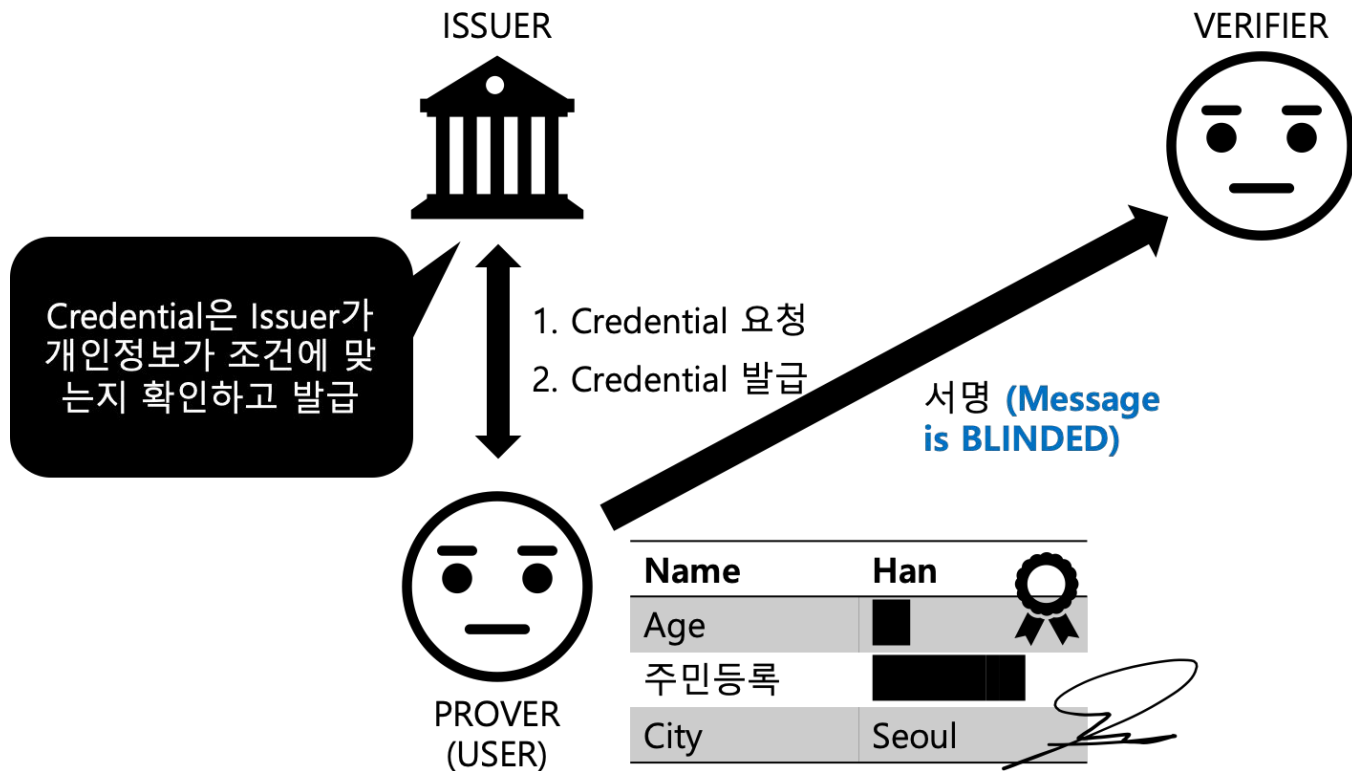 ISSUER
VERIFIER
Credential은 Issuer가
개인정보가 조건에 맞
는지 확인하고 발급
1. Credential 요청
2. Credential 발급
서명 (Message
is BLINDED)
PROVER
(USER)
Name Han
Age
주민등록
City Seoul